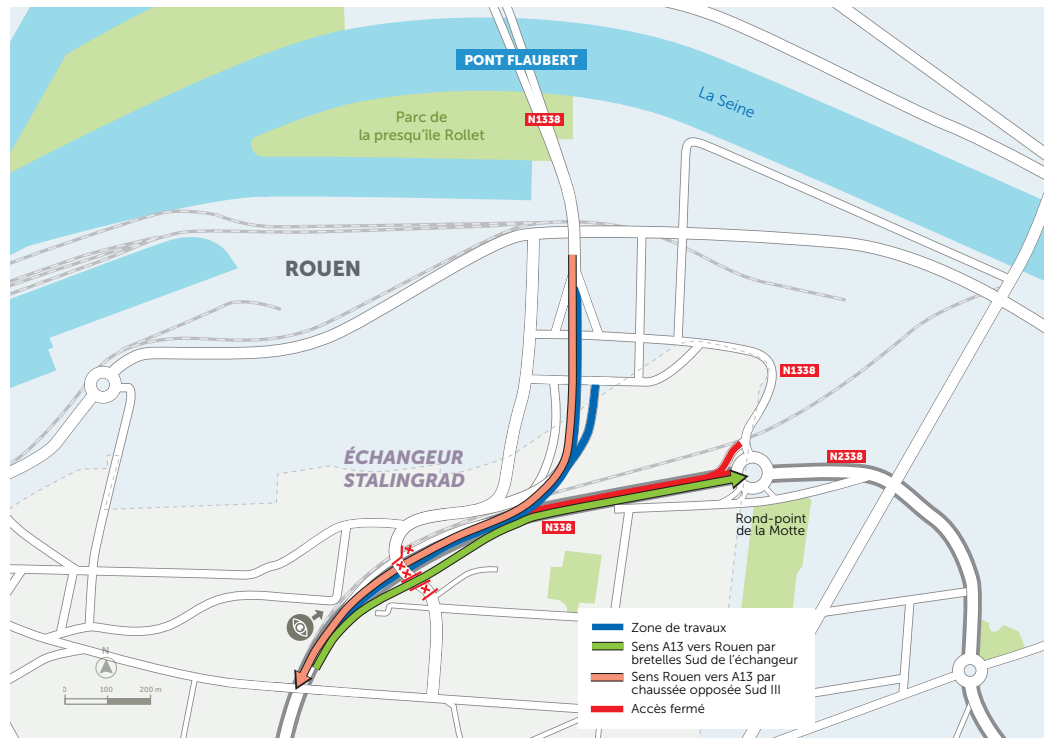 PONT FLAUBERT
La Seine
Parc de
la presqu’île Rollet
N1338
ROUEN
N1338
ÉCHANGEUR
STALINGRAD
N2338
Rond-point
de la Motte
N338
Zone de travaux
Sens A13 vers Rouen par
bretelles Sud de l’échangeur
Sens Rouen vers A13 par
chaussée opposée Sud III
Accès fermé
N
0 100 200 m